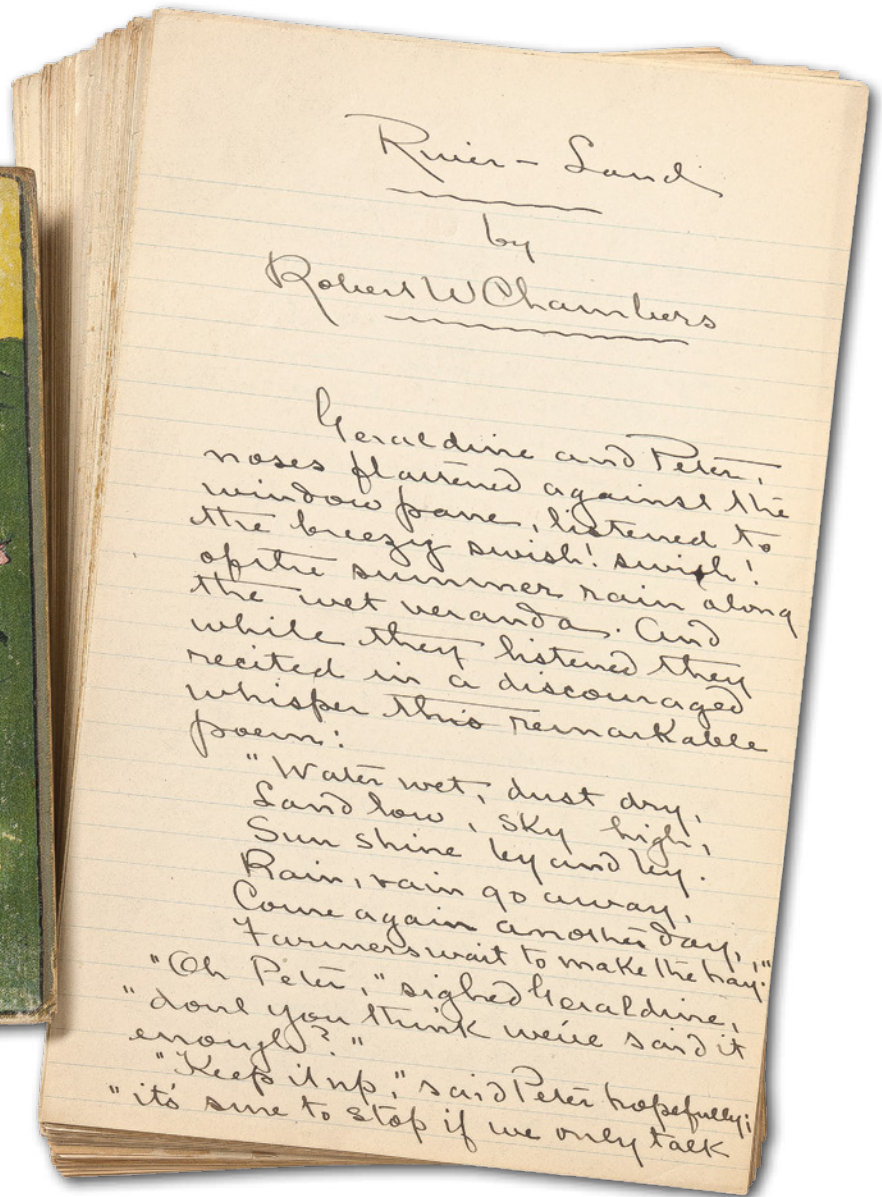 River - Land
by
Robert W Chambers
Geraldine and Peter,
noses flattened against the
window pane, listened to
the breezy swish! swish!
of the summer rain along
the wet veranda. And
while they listened they
recited in a discouraged
whisper this remarkable
poem:
"Water wet, dust dry,
Land low, sky high,
Sun shine by and by.
Rain, rain go away,
Come again another day,
Farmers wait to make the hay!"
"Oh Peter," sighed Geraldine,
"dont you think we've said it
enough?"
"Keep it up," said Peter hopefully;
"it's sure to stop if we only talk